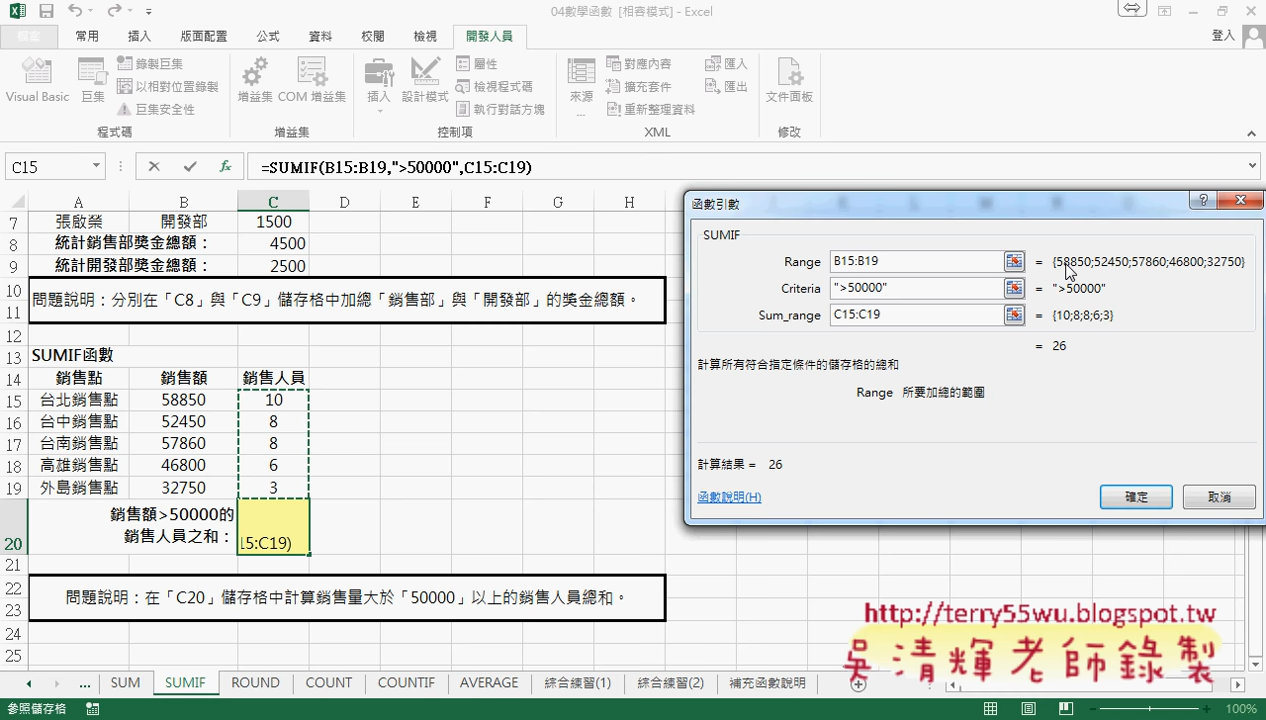 04數學函數 [相容模式] - Excel
檔案 常用 插入 版面配置 公式 資料 校閱 檢視 開發人員 登入
Visual Basic 巨集 錄製巨集 以相對位置錄製 巨集安全性 程式碼
增益集 COM 增益集 增益集
插入 設計模式 屬性 檢視程式碼 執行對話方塊 控制項
來源 ... 對應內容 擴充套件 重新整理資料 匯入 匯出 XML
文件面板 修改
C15 fx =SUMIF(B15:B19,">50000",C15:C19)
A B C D E F G H
7 張啟榮 開發部 1500
8 統計銷售部獎金總額： 4500
9 統計開發部獎金總額： 2500
10
問題說明：分別在「C8」與「C9」儲存格中加總「銷售部」與「開發部」的獎金總額。
11
12
13 SUMIF函數
14 銷售點 銷售額 銷售人員
15 台北銷售點 58850 10
16 台中銷售點 52450 8
17 台南銷售點 57860 8
18 高雄銷售點 46800 6
19 外島銷售點 32750 3
銷售額>50000的
銷售人員之和：
20 15:C19)
21
22
問題說明：在「C20」儲存格中計算銷售量大於「50000」以上的銷售人員總和。
23
24
25
函數引數
SUMIF
Range B15:B19 = {58850;52450;57860;46800;32750}
Criteria ">50000" = ">50000"
Sum_range C15:C19 = {10;8;8;6;3}
= 26
計算所有符合指定條件的儲存格的總和
Range 所要加總的範圍
計算結果 = 26
函數說明(H) 確定 取消
http://terry55wu.blogspot.tw
吳清輝老師錄製
... SUM SUMIF ROUND COUNT COUNTIF AVERAGE 綜合練習(1) 綜合練習(2) 補充函數說明
參照儲存格 100%